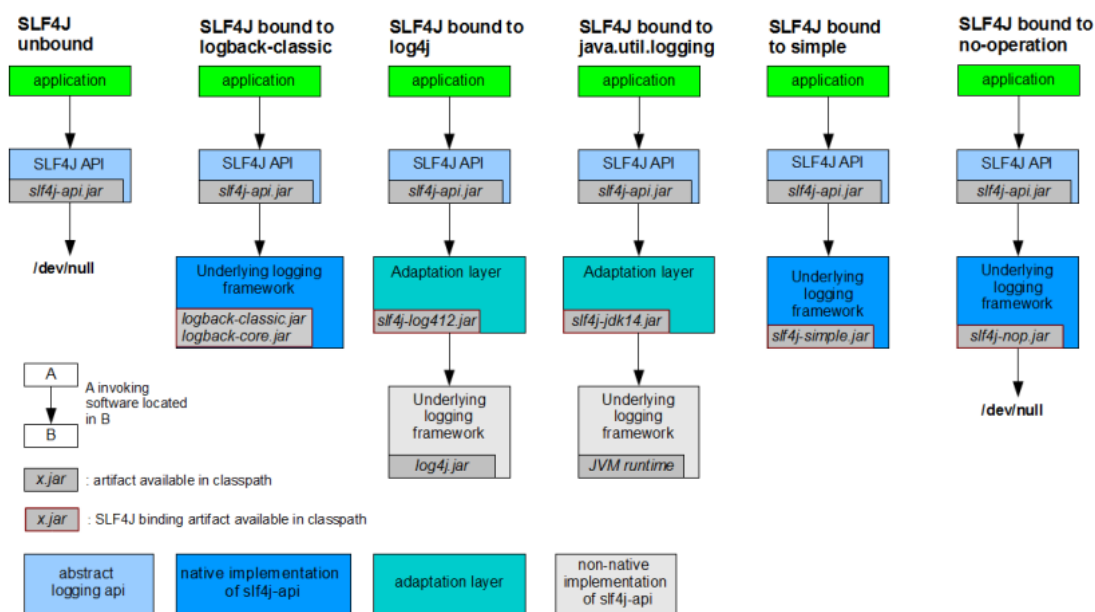 SLF4J
unbound
application
SLF4J API
slf4j-api.jar
/dev/null
SLF4J bound to
logback-classic
application
SLF4J API
slf4j-api.jar
Underlying logging
framework
logback-classic.jar
logback-core.jar
SLF4J bound to
log4j
application
SLF4J API
slf4j-api.jar
Adaptation layer
slf4j-log412.jar
Underlying
logging
framework
log4j.jar
SLF4J bound to
java.util.logging
application
SLF4J API
slf4j-api.jar
Adaptation layer
slf4j-jdk14.jar
Underlying
logging
framework
JVM runtime
SLF4J bound
to simple
application
SLF4J API
slf4j-api.jar
Underlying
logging
framework
slf4j-simple.jar
SLF4J bound to
no-operation
application
SLF4J API
slf4j-api.jar
Underlying
logging
framework
slf4j-nop.jar
/dev/null
A
B
A invoking
software located
in B
x.jar : artifact available in classpath
x.jar : SLF4J binding artifact available in classpath
abstract
logging api
native implementation
of slf4j-api
adaptation layer
non-native
implementation
of slf4j-api